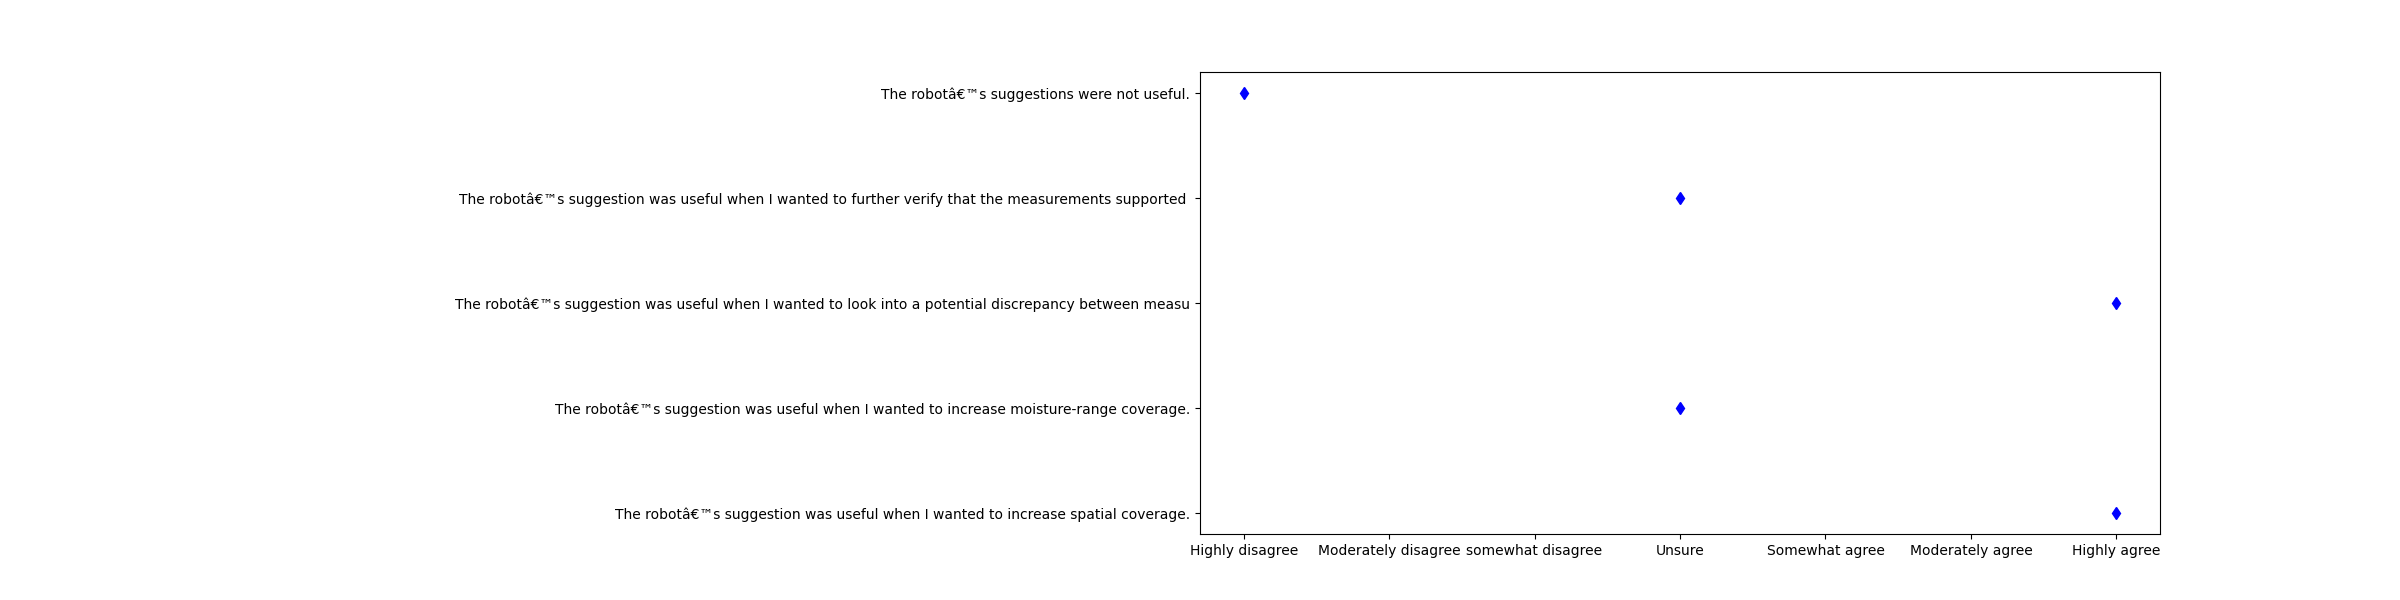 The robotâ€™s suggestions were not useful.
The robotâ€™s suggestion was useful when I wanted to further verify that the measurements supported
The robotâ€™s suggestion was useful when I wanted to look into a potential discrepancy between measu
The robotâ€™s suggestion was useful when I wanted to increase moisture-range coverage.
The robotâ€™s suggestion was useful when I wanted to increase spatial coverage.
Highly disagree Moderately disagree somewhat disagree Unsure Somewhat agree Moderately agree Highly agree